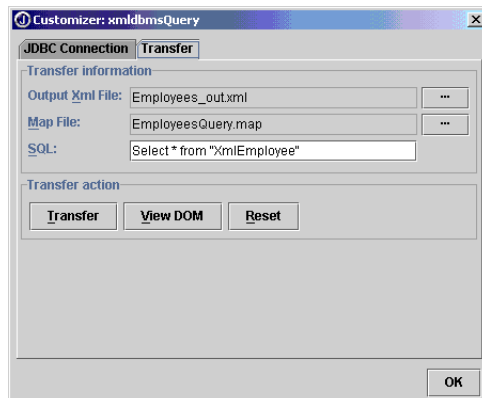 Customizer: xmldbmsQuery
JDBC Connection Transfer
Transfer information
Output Xml File: Employees_out.xml ...
Map File: EmployeesQuery.map ...
SQL: Select * from "XmlEmployee"
Transfer action
Transfer View DOM Reset
OK